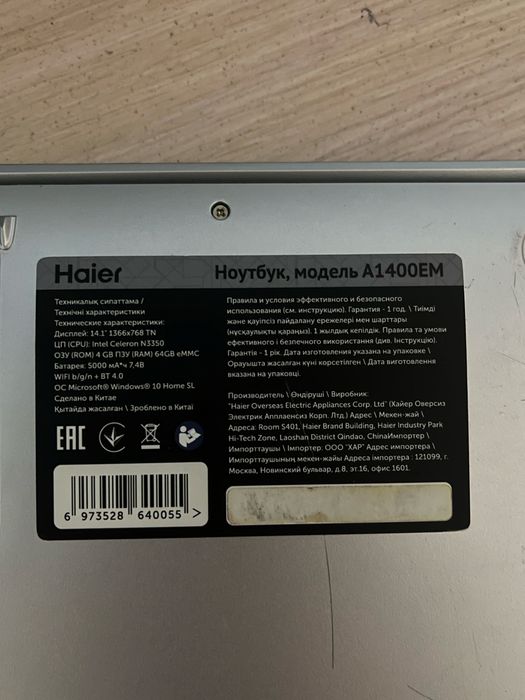 Haier
Ноутбук, модель A1400EM
Техникалық сипаттама /
Технічні характеристики
Технические характеристики:
Дисплей: 14.1" 1366x768 TN
ЦП (CPU): Intel Celeron N3350
ОЗУ (ROM) 4 GB ПЗУ (RAM) 64GB eMMC
Батарея: 5000 мА*ч 7,4В
WIFI b/g/n + BT 4.0
ОС Microsoft® Windows® 10 Home SL
Сделано в Китае
Қытайда жасалған \ Зроблено в Китаї
Правила и условия эффективного и безопасного
использования (см. инструкцию). Гарантия - 1 год. \ Тиімді
және қауіпсіз пайдалану ережелері мен шарттары
(нұсқаулықты қараңыз). 1 жылдық кепілдік. Правила та умови
ефективного і безпечного використання (див. Інструкцію).
Гарантія - 1 рік. Дата изготовления указана на упаковке \
Орауышта жасалған күні көрсетілген \ Дата виготовлення
вказана на упаковці.
Производитель \ Өндіруші \ Виробник:
"Haier Overseas Electric Appliances Corp. Ltd" (Хайер Оверсиз
Электрик Апплаенсиз Корп. Лтд.) Адрес \ Мекен-жай \
Адреса: Room S401, Haier Brand Building, Haier Industry Park
Hi-Tech Zone, Laoshan District Qindao, ChinaИмпортер \
Импорттаушы \ Імпортер: ООО "ХАР" Адрес импортера \
Импорттаушының мекен-жайы Адреса імпортера : 121099, г.
Москва, Новинский бульвар, д.8, эт.16, офис 1601.
EAC
6 973528 640055 >